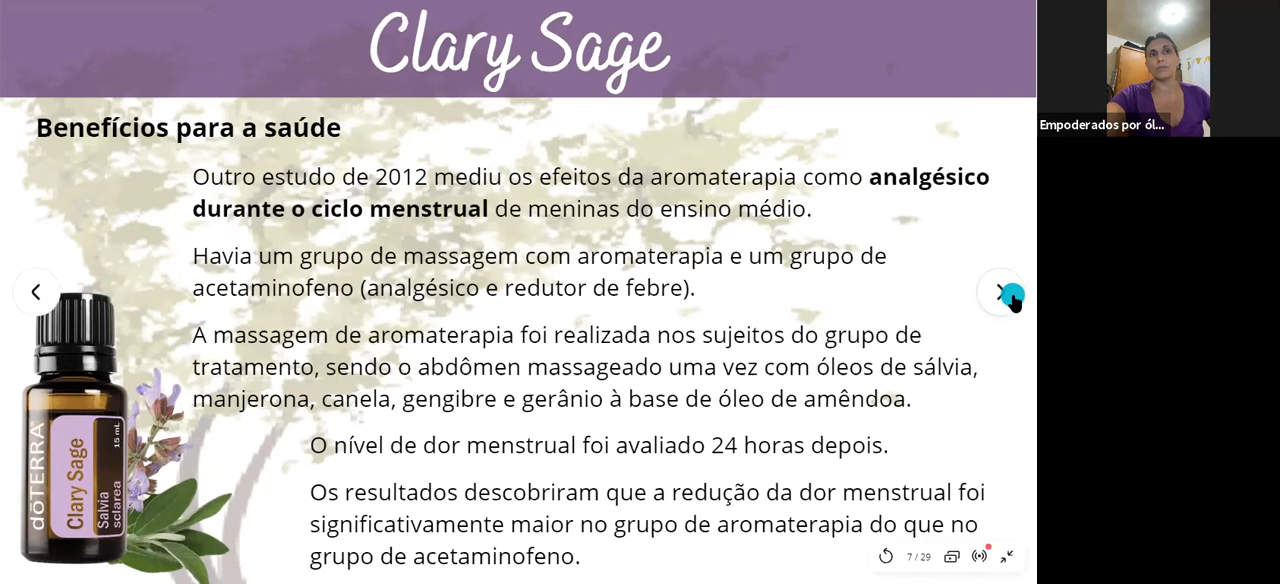 Clary Sage
Benefícios para a saúde
Outro estudo de 2012 mediu os efeitos da aromaterapia como analgésico
durante o ciclo menstrual de meninas do ensino médio.
Havia um grupo de massagem com aromaterapia e um grupo de
acetaminofeno (analgésico e redutor de febre).
A massagem de aromaterapia foi realizada nos sujeitos do grupo de
tratamento, sendo o abdômen massageado uma vez com óleos de sálvia,
manjerona, canela, gengibre e gerânio à base de óleo de amêndoa.
O nível de dor menstrual foi avaliado 24 horas depois.
Os resultados descobriram que a redução da dor menstrual foi
significativamente maior no grupo de aromaterapia do que no
grupo de acetaminofeno.
dōTERRA
Clary Sage
Salvia
sclarea
15 mL
7 / 29
Empoderados por ól...